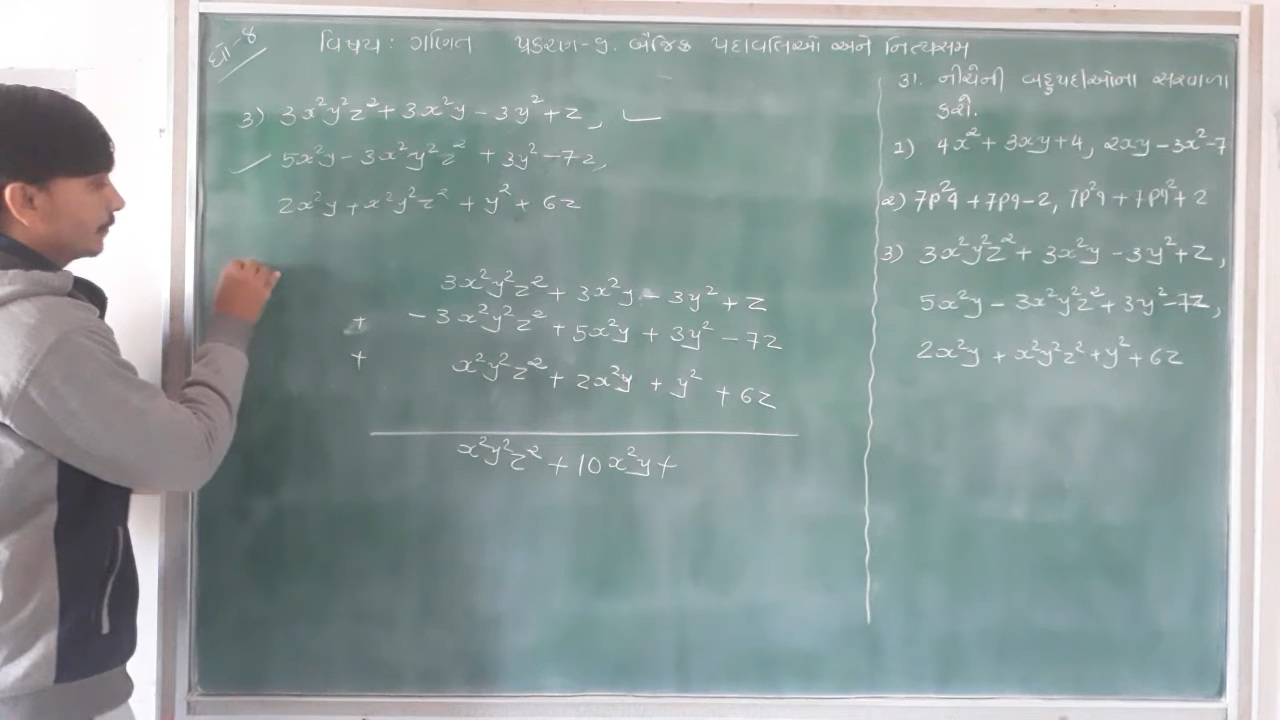 ધો-૪
વિષય: ગણિત પ્રકરણ-૭. બૈજિક પદાવલિઓ અને નિત્યસમ
3) 3x²y²z² + 3x²y - 3y² + z,
5x²y - 3x²y²z² + 3y² - 7z,
2x²y + x²y²z² + y² + 6z
3x²y²z² + 3x²y - 3y² + z
+ - 3x²y²z² + 5x²y + 3y² - 7z
+ x²y²z² + 2x²y + y² + 6z
x²y²z² + 10x²y +
ઉ1. નીચેની બહુપદીઓના સરવાળા
કરો.
1) 4x² + 3xy + 4, 2xy - 3x² - 7
2) 7p²q + 7pq - 2, 7p²q + 7pq² + 2
3) 3x²y²z² + 3x²y - 3y² + z,
5x²y - 3x²y²z² + 3y² - 7z,
2x²y + x²y²z² + y² + 6z